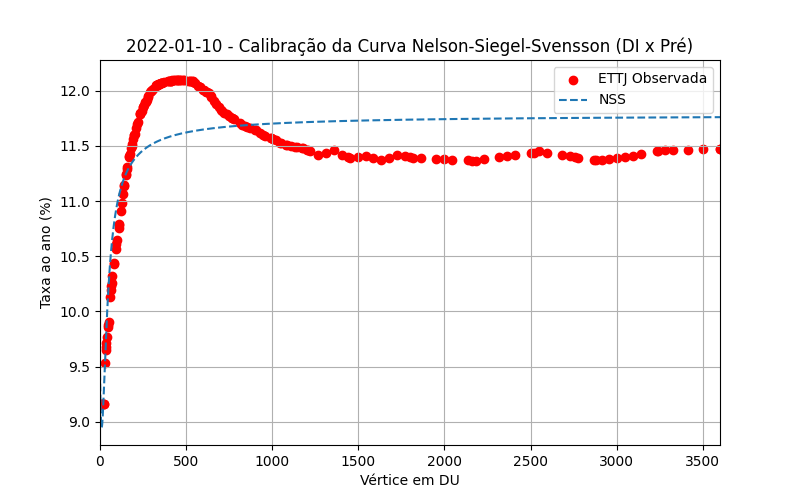 2022-01-10 - Calibração da Curva Nelson-Siegel-Svensson (DI x Pré)
ETTJ Observada
NSS
Taxa ao ano (%)
12.0
11.5
11.0
10.5
10.0
9.5
9.0
0 500 1000 1500 2000 2500 3000 3500
Vértice em DU